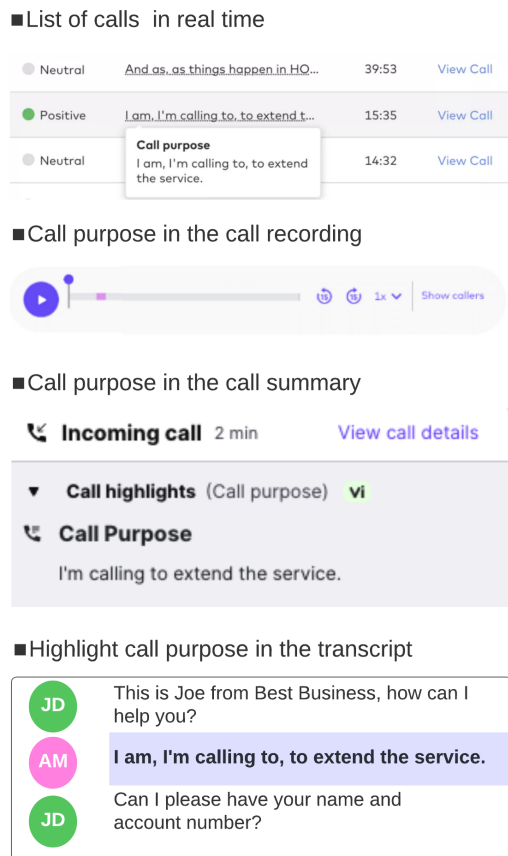 ■List of calls in real time
Neutral And as, as things happen in HO... 39:53 View Call
Positive I am, I'm calling to, to extend t... 15:35 View Call
Call purpose
I am, I'm calling to, to extend
the service.
Neutral 14:32 View Call
■Call purpose in the call recording
15 15 1x Show callers
■Call purpose in the call summary
Incoming call 2 min View call details
▼ Call highlights (Call purpose) Vi
Call Purpose
I'm calling to extend the service.
■Highlight call purpose in the transcript
JD This is Joe from Best Business, how can I
help you?
AM I am, I'm calling to, to extend the service.
JD Can I please have your name and
account number?